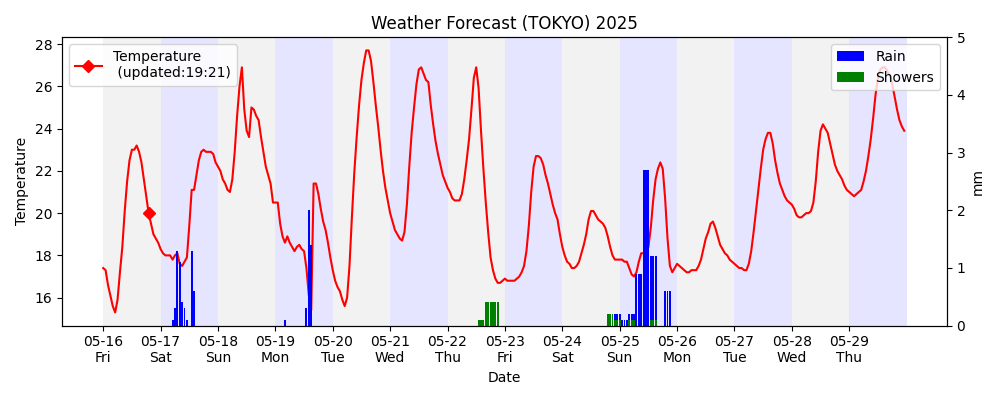 Weather Forecast (TOKYO) 2025
Temperature
(updated:19:21)
Rain
Showers
28
26
24
22
20
18
16
Temperature
5
4
3
2
1
0
mm
05-16 05-17 05-18 05-19 05-20 05-21 05-22 05-23 05-24 05-25 05-26 05-27 05-28 05-29
Fri Sat Sun Mon Tue Wed Thu Fri Sat Sun Mon Tue Wed Thu
Date